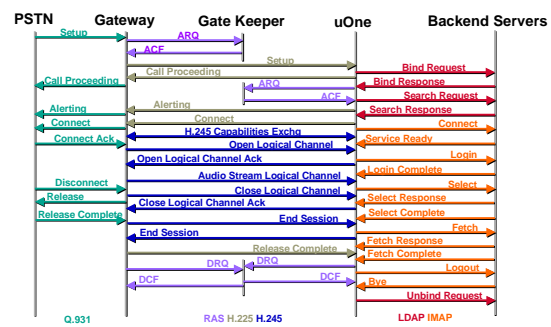 PSTN Gateway Gate Keeper uOne Backend Servers
Setup
ARQ
ACF
Setup
Call Proceeding
Bind Request
Call Proceeding
Bind Response
ARQ
ACF
Search Request
Alerting
Alerting
Search Response
Connect
Connect
Connect
H.245 Capabilities Exchg
Connect Ack
Service Ready
Open Logical Channel
Open Logical Channel Ack
Login
Login Complete
Audio Stream Logical Channel
Disconnect
Select
Close Logical Channel
Release
Select Response
Close Logical Channel Ack
Release Complete
Select Complete
End Session
Fetch
End Session
Fetch Response
Release Complete
Fetch Complete
DRQ
DRQ
Logout
DCF
DCF
Bye
Unbind Request
Q.931 RAS H.225 H.245 LDAP IMAP